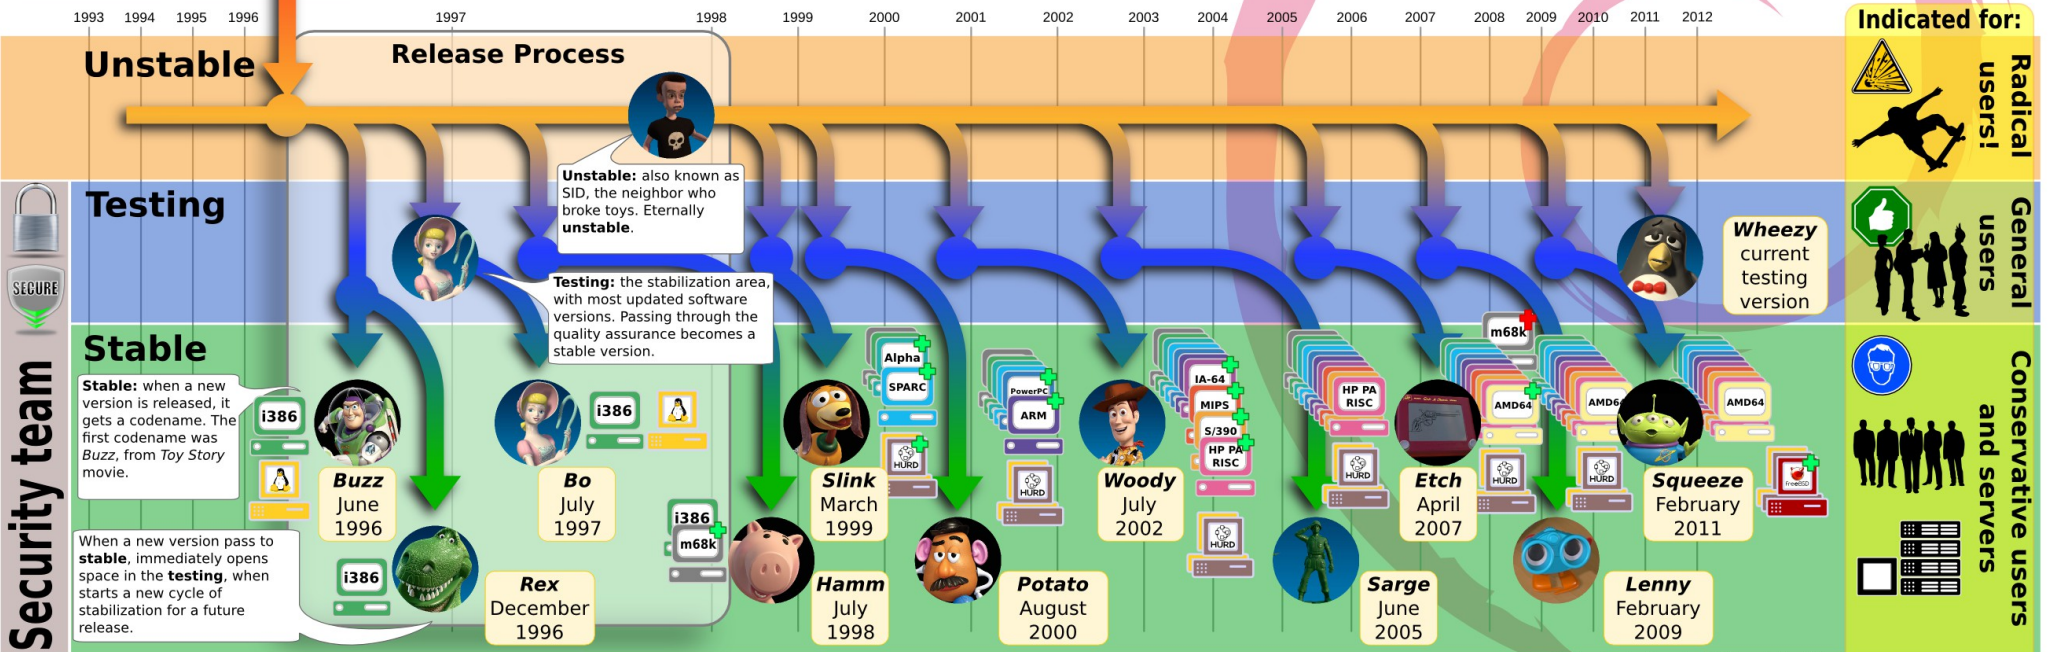 1993 1994 1995 1996 1997 1998 1999 2000 2001 2002 2003 2004 2005 2006 2007 2008 2009 2010 2011 2012
Indicated for:
Unstable
Release Process
Radical
users!
Unstable: also known as
SID, the neighbor who
broke toys. Eternally
unstable.
Testing
Testing: the stabilization area,
with most updated software
versions. Passing through the
quality assurance becomes a
stable version.
Wheezy
current
testing
version
General
users
SECURE
Security team
Stable
Stable: when a new
version is released, it
gets a codename. The
first codename was
Buzz, from Toy Story
movie.
i386
Buzz
June
1996
When a new version pass to
stable, immediately opens
space in the testing, when
starts a new cycle of
stabilization for a future
release.
i386
Rex
December
1996
i386
Bo
July
1997
i386
m68k
Hamm
July
1998
Alpha
SPARC
HURD
Slink
March
1999
PowerPC
ARM
HURD
Potato
August
2000
IA-64
MIPS
S/390
HP PA
RISC
HURD
Woody
July
2002
HP PA
RISC
HURD
Sarge
June
2005
m68k
AMD64
HURD
Etch
April
2007
AMD64
HURD
Lenny
February
2009
AMD64
FreeBSD
Squeeze
February
2011
Conservative users
and servers